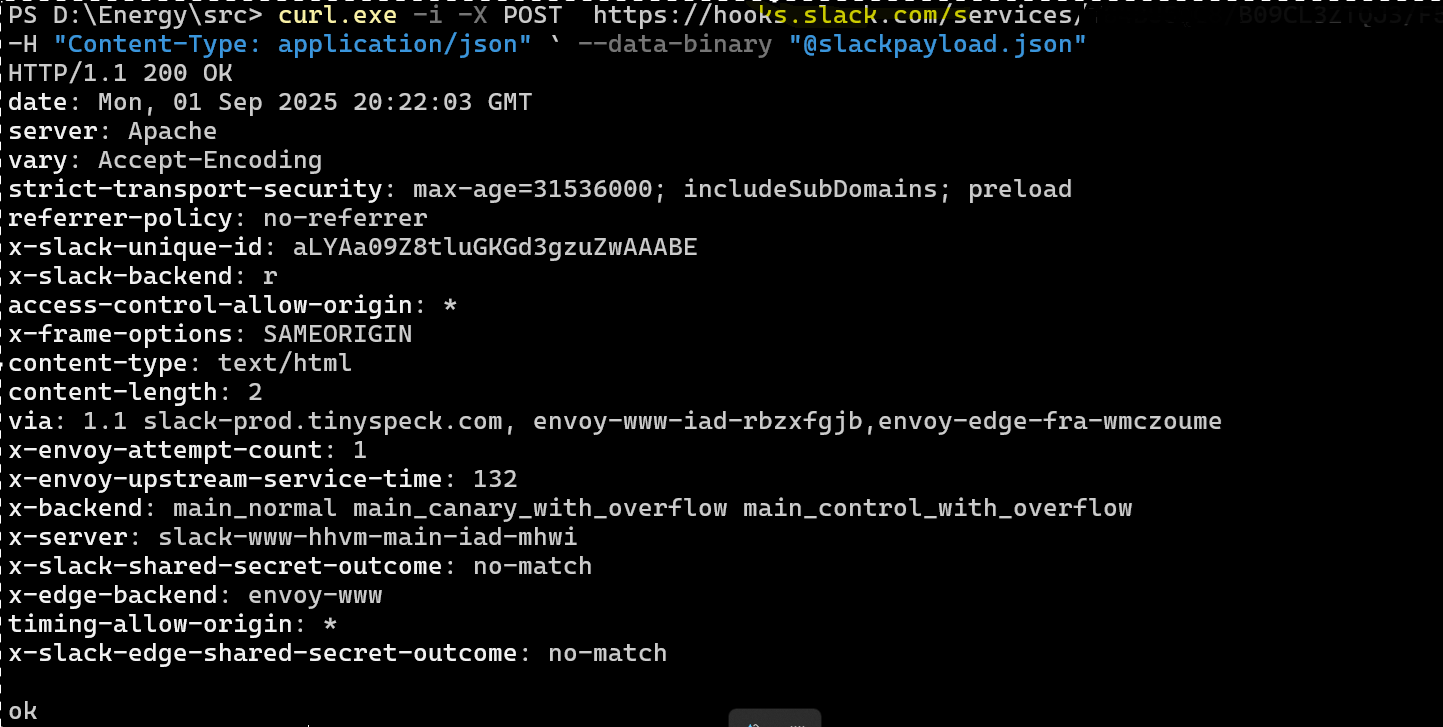 PS D:\Energy\src> curl.exe -i -X POST  https://hooks.slack.com/services/
-H "Content-Type: application/json" ` --data-binary "@slackpayload.json"
HTTP/1.1 200 OK
date: Mon, 01 Sep 2025 20:22:03 GMT
server: Apache
vary: Accept-Encoding
strict-transport-security: max-age=31536000; includeSubDomains; preload
referrer-policy: no-referrer
x-slack-unique-id: aLYAa09Z8tluGKGd3gzuZwAAABE
x-slack-backend: r
access-control-allow-origin: *
x-frame-options: SAMEORIGIN
content-type: text/html
content-length: 2
via: 1.1 slack-prod.tinyspeck.com, envoy-www-iad-rbzxfgjb,envoy-edge-fra-wmczoume
x-envoy-attempt-count: 1
x-envoy-upstream-service-time: 132
x-backend: main_normal main_canary_with_overflow main_control_with_overflow
x-server: slack-www-hhvm-main-iad-mhwi
x-slack-shared-secret-outcome: no-match
x-edge-backend: envoy-www
timing-allow-origin: *
x-slack-edge-shared-secret-outcome: no-match
ok